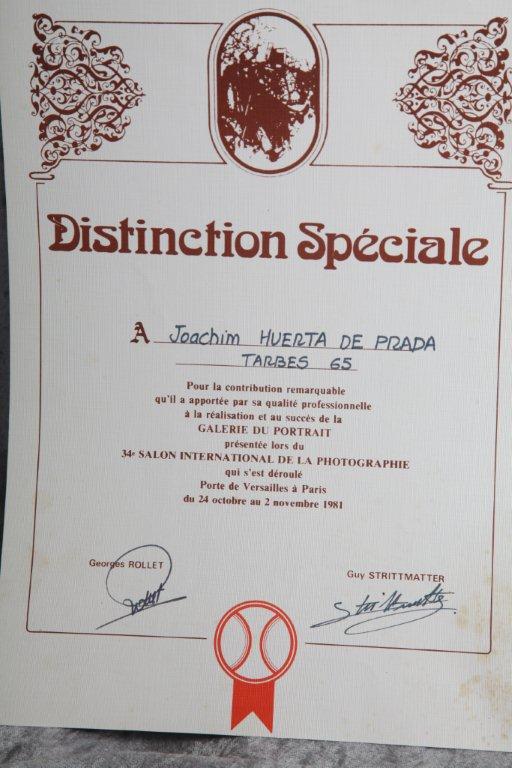 Distinction Spéciale
A Joachim HUERTA DE PRADA
TARBES 65
Pour la contribution remarquable
qu'il a apportée par sa qualité professionnelle
à la réalisation et au succès de la
GALERIE DU PORTRAIT
présentée lors du
34e SALON INTERNATIONAL DE LA PHOTOGRAPHIE
qui s'est déroulé
Porte de Versailles à Paris
du 24 octobre au 2 novembre 1981
Georges ROLLET
Guy STRITTMATTER